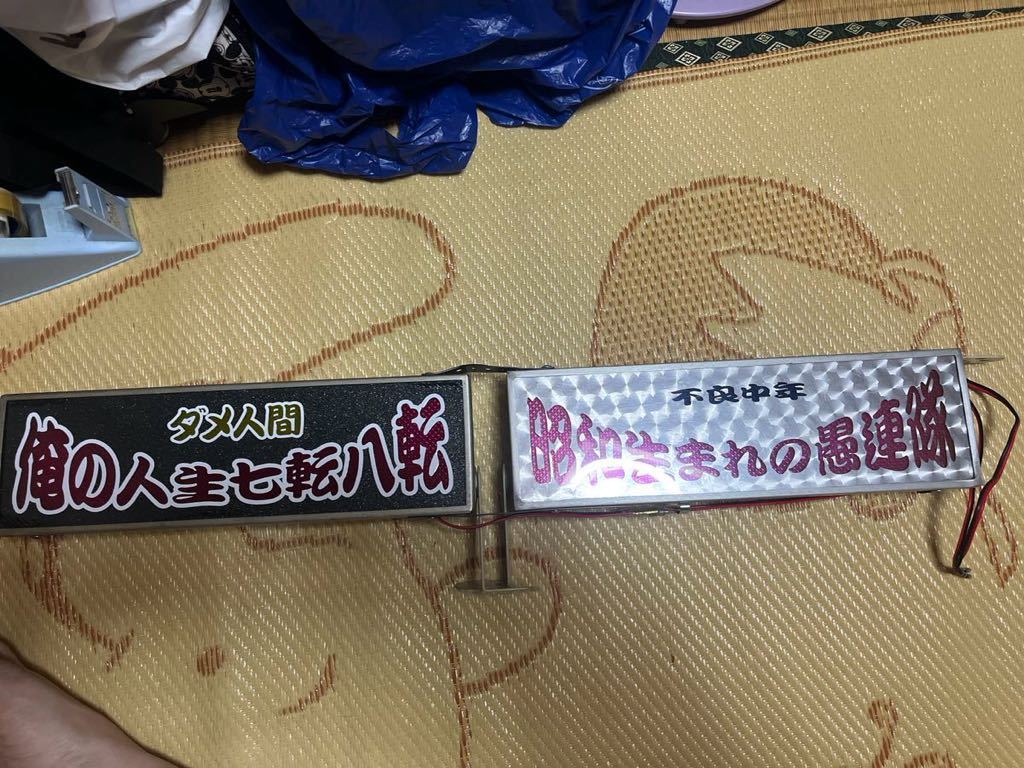 ダメ人間
俺の人生七転八転
不良中年
昭和生まれの愚連隊